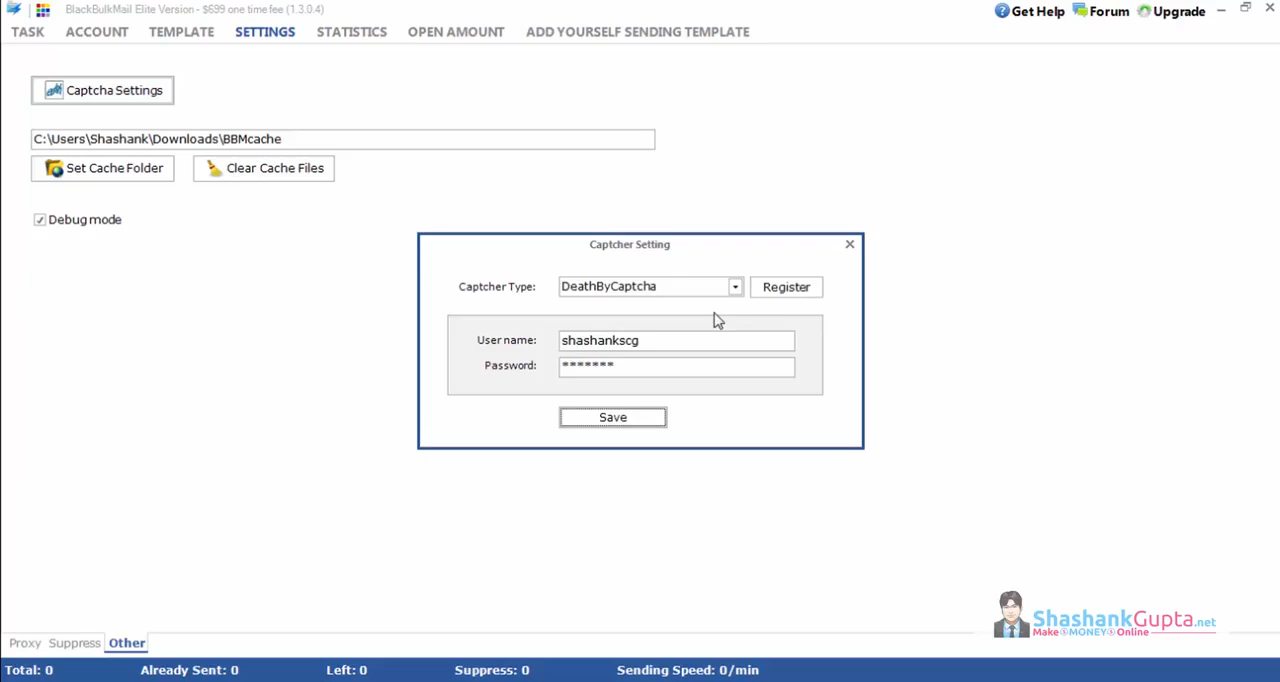 BlackBulkMail Elite Version - $699 one time fee (1.3.0.4)
Get Help Forum Upgrade
TASK ACCOUNT TEMPLATE SETTINGS STATISTICS OPEN AMOUNT ADD YOURSELF SENDING TEMPLATE
Captcha Settings
C:\Users\Shashank\Downloads\BBMcache
Set Cache Folder Clear Cache Files
Debug mode
Captcher Setting
Captcher Type: DeathByCaptcha Register
User name: shashankscg
Password: *******
Save
ShashankGupta.net
Make MONEY Online
Proxy Suppress Other
Total: 0 Already Sent: 0 Left: 0 Suppress: 0 Sending Speed: 0/min